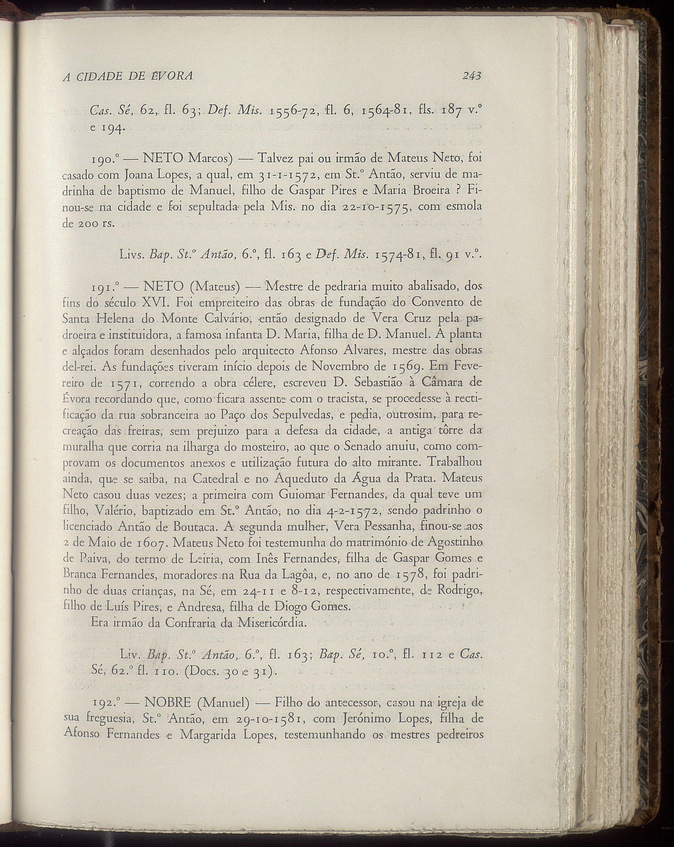 A CIDADE DE ÉVORA 243
Cas. Sé, 62, fl. 63; Def. Mis. 1556-72, fl. 6, 1564-81, fls. 187 v.º
e 194.
190.º — NETO Marcos) — Talvez pai ou irmão de Mateus Neto, foi
casado com Joana Lopes, a qual, em 31-1-1572, em St.º Antão, serviu de ma-
drinha de baptismo de Manuel, filho de Gaspar Pires e Maria Broeira ? Fi-
nou-se na cidade e foi sepultada pela Mis. no dia 22-10-1575, com esmola
de 200 rs.
Livs. Bap. St.º Antão, 6.º, fl. 163 e Def. Mis. 1574-81, fl. 91 v.º.
191.º — NETO (Mateus) — Mestre de pedraria muito abalisado, dos
fins do século XVI. Foi empreiteiro das obras de fundação do Convento de
Santa Helena do Monte Calvário, então designado de Vera Cruz pela pa-
droeira e instituidora, a famosa infanta D. Maria, filha de D. Manuel. A planta
e alçados foram desenhados pelo arquitecto Afonso Alvares, mestre das obras
del-rei. As fundações tiveram início depois de Novembro de 1569. Em Feve-
reiro de 1571, correndo a obra célere, escreveu D. Sebastião à Câmara de
Évora recordando que, como ficara assente com o tracista, se procedesse à recti-
ficação da rua sobranceira ao Paço dos Sepulvedas, e pedia, outrosim, para re-
creação das freiras, sem prejuizo para a defesa da cidade, a antiga tôrre da
muralha que corria na ilharga do mosteiro, ao que o Senado anuiu, como com-
provam os documentos anexos e utilização futura do alto mirante. Trabalhou
ainda, que se saiba, na Catedral e no Aqueduto da Água da Prata. Mateus
Neto casou duas vezes; a primeira com Guiomar Fernandes, da qual teve um
filho, Valério, baptizado em St.º Antão, no dia 4-2-1572, sendo padrinho o
licenciado Antão de Boutaca. A segunda mulher, Vera Pessanha, finou-se aos
2 de Maio de 1607. Mateus Neto foi testemunha do matrimónio de Agostinho
de Paiva, do termo de Leiria, com Inês Fernandes, filha de Gaspar Gomes e
Branca Fernandes, moradores na Rua da Lagôa, e, no ano de 1578, foi padri-
nho de duas crianças, na Sé, em 24-11 e 8-12, respectivamente, de Rodrigo,
filho de Luís Pires, e Andresa, filha de Diogo Gomes.
Era irmão da Confraria da Misericórdia.
Liv. Bap. St.º Antão, 6.º, fl. 163; Bap. Sé, 10.º, fl. 112 e Cas.
Sé, 62.º fl. 110. (Docs. 30 e 31).
192.º — NOBRE (Manuel) — Filho do antecessor, casou na igreja de
sua freguesia, St.º Antão, em 29-10-1581, com Jerónimo Lopes, filha de
Afonso Fernandes e Margarida Lopes, testemunhando os mestres pedreiros